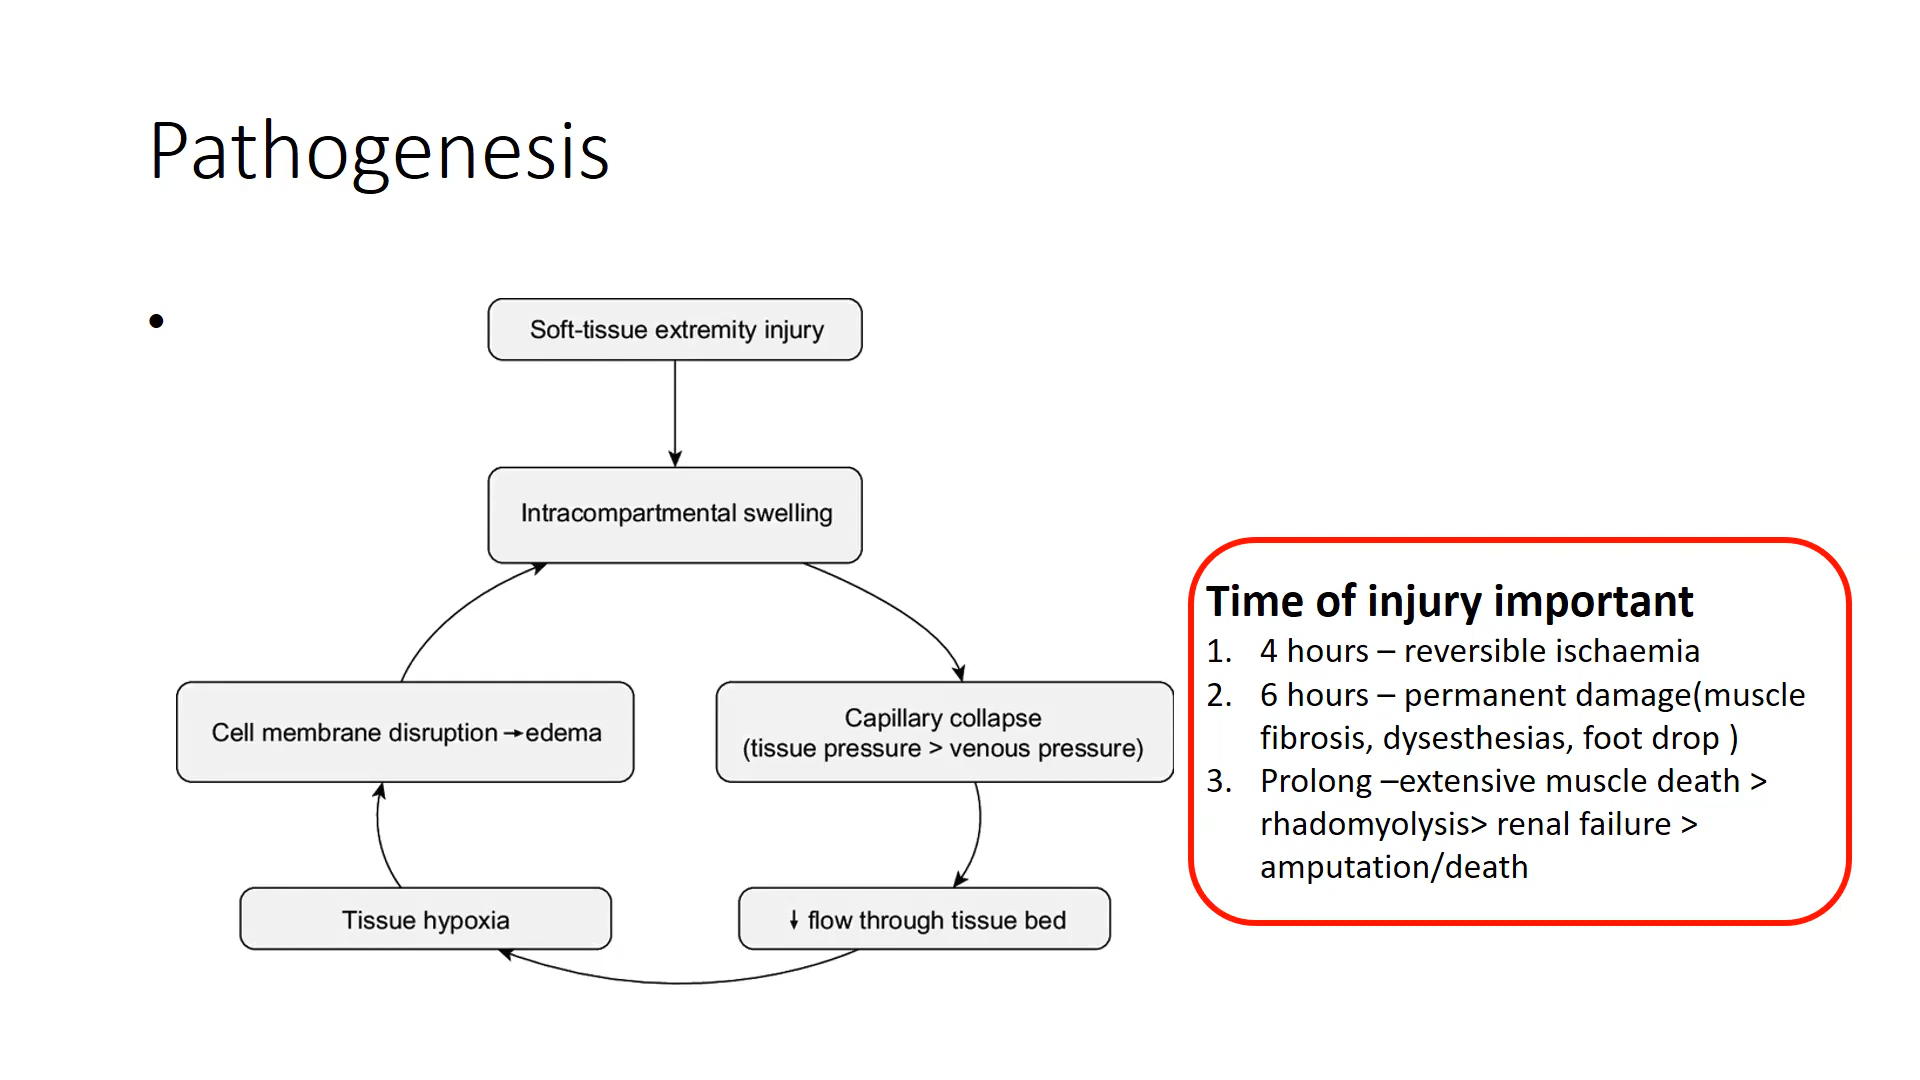 Pathogenesis
•
Soft-tissue extremity injury
Intracompartmental swelling
Cell membrane disruption → edema
Capillary collapse
(tissue pressure > venous pressure)
Tissue hypoxia
↓ flow through tissue bed
Time of injury important
1. 4 hours – reversible ischaemia
2. 6 hours – permanent damage(muscle
fibrosis, dysesthesias, foot drop )
3. Prolong –extensive muscle death >
rhadomyolysis> renal failure >
amputation/death